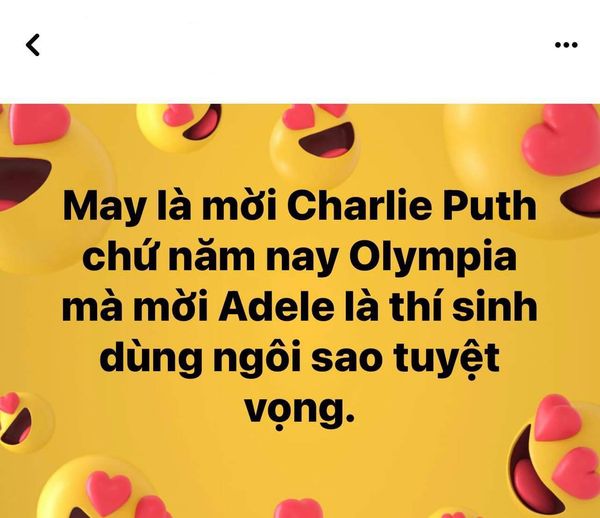 May là mời Charlie Puth
chứ năm nay Olympia
mà mời Adele là thí sinh
dùng ngôi sao tuyệt
vọng.